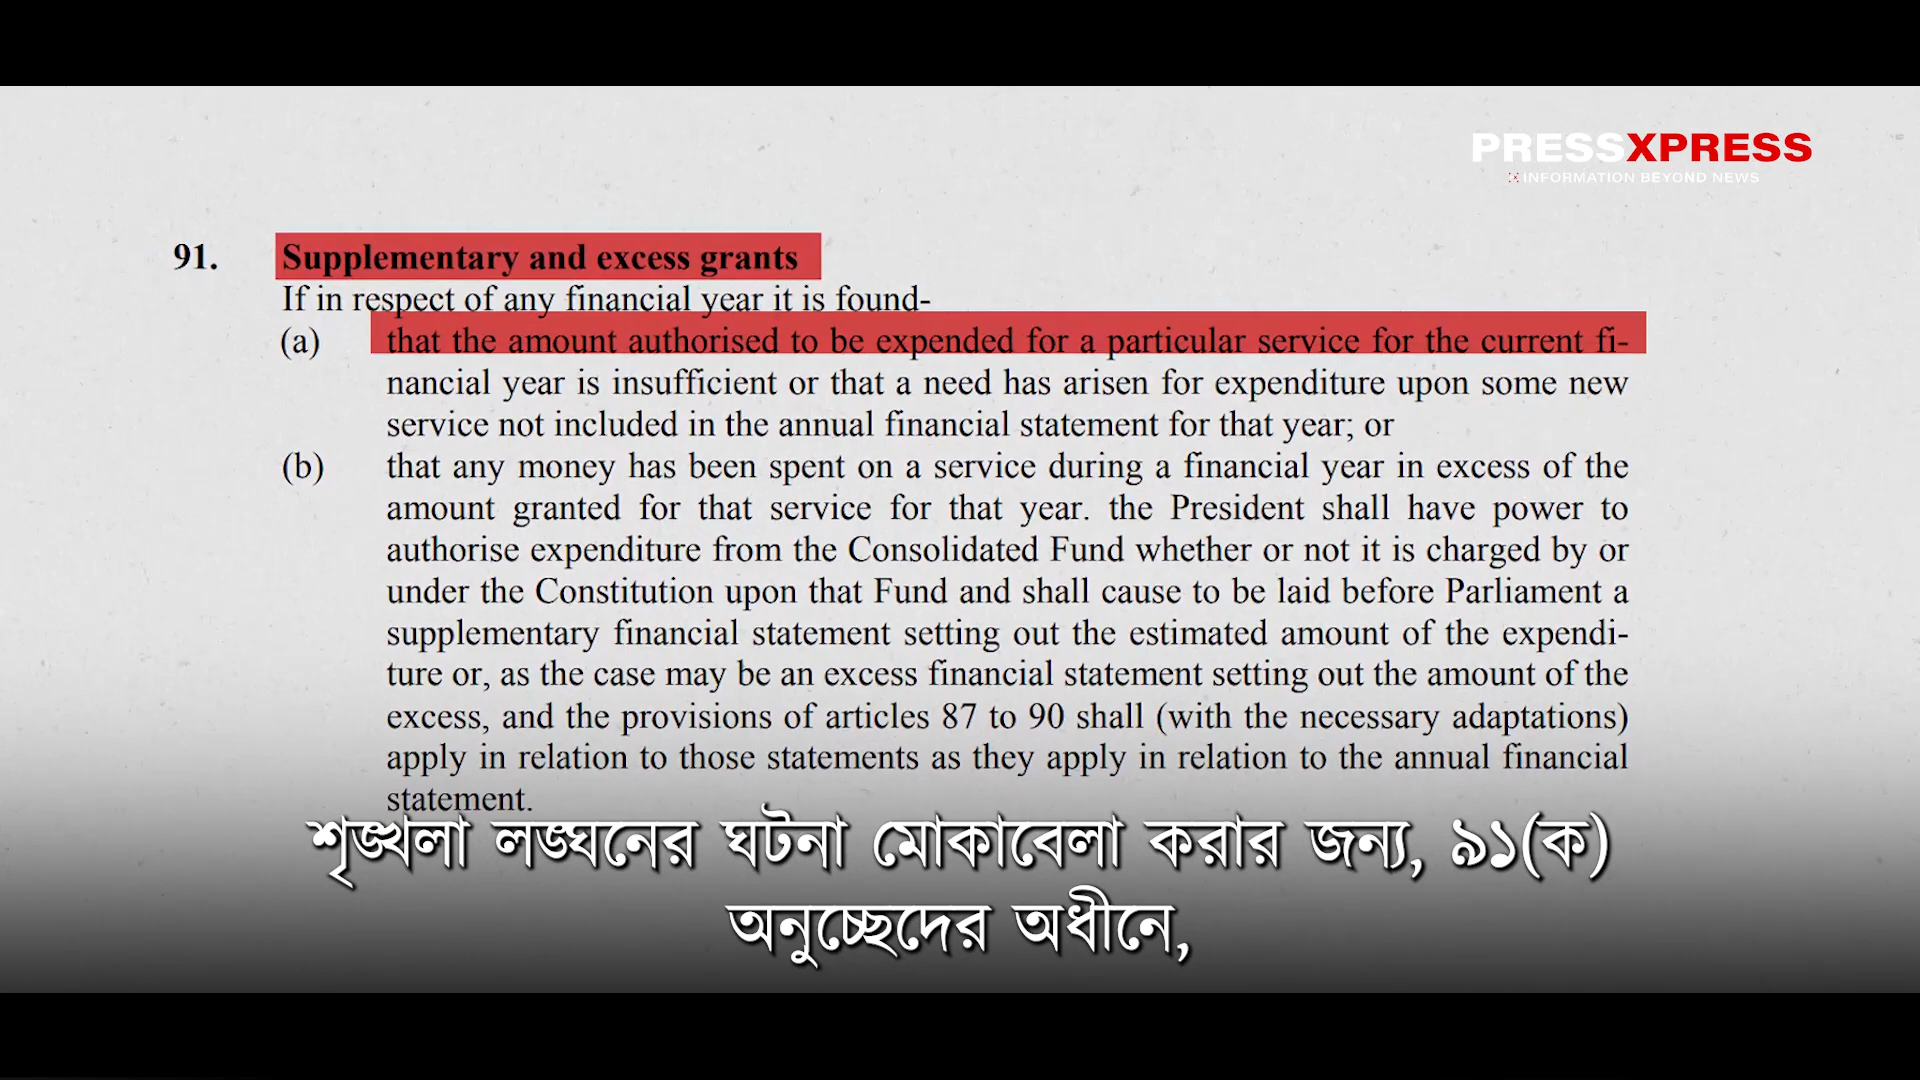 PRESSXPRESS
INFORMATION BEYOND NEWS
91. Supplementary and excess grants
If in respect of any financial year it is found-
(a) that the amount authorised to be expended for a particular service for the current fi-
nancial year is insufficient or that a need has arisen for expenditure upon some new
service not included in the annual financial statement for that year; or
(b) that any money has been spent on a service during a financial year in excess of the
amount granted for that service for that year. the President shall have power to
authorise expenditure from the Consolidated Fund whether or not it is charged by or
under the Constitution upon that Fund and shall cause to be laid before Parliament a
supplementary financial statement setting out the estimated amount of the expendi-
ture or, as the case may be an excess financial statement setting out the amount of the
excess, and the provisions of articles 87 to 90 shall (with the necessary adaptations)
apply in relation to those statements as they apply in relation to the annual financial
statement.
শৃঙ্খলা লঙ্ঘনের ঘটনা মোকাবেলা করার জন্য, ৯১(ক)
অনুচ্ছেদের অধীনে,